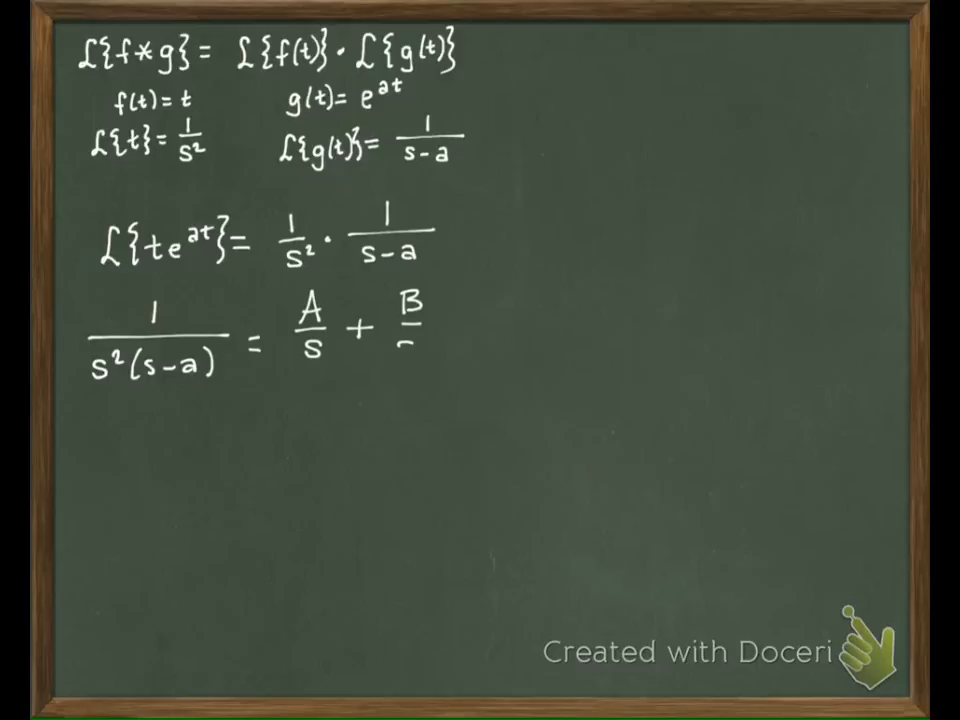 ℒ{f*g} = ℒ{f(t)} · ℒ{g(t)}
f(t) = t g(t) = e^{at}
ℒ{t} = 1/s² ℒ{g(t)} = 1/(s-a)
ℒ{te^{at}} = 1/s² · 1/(s-a)
1/(s²(s-a)) = A/s + B/
Created with Doceri